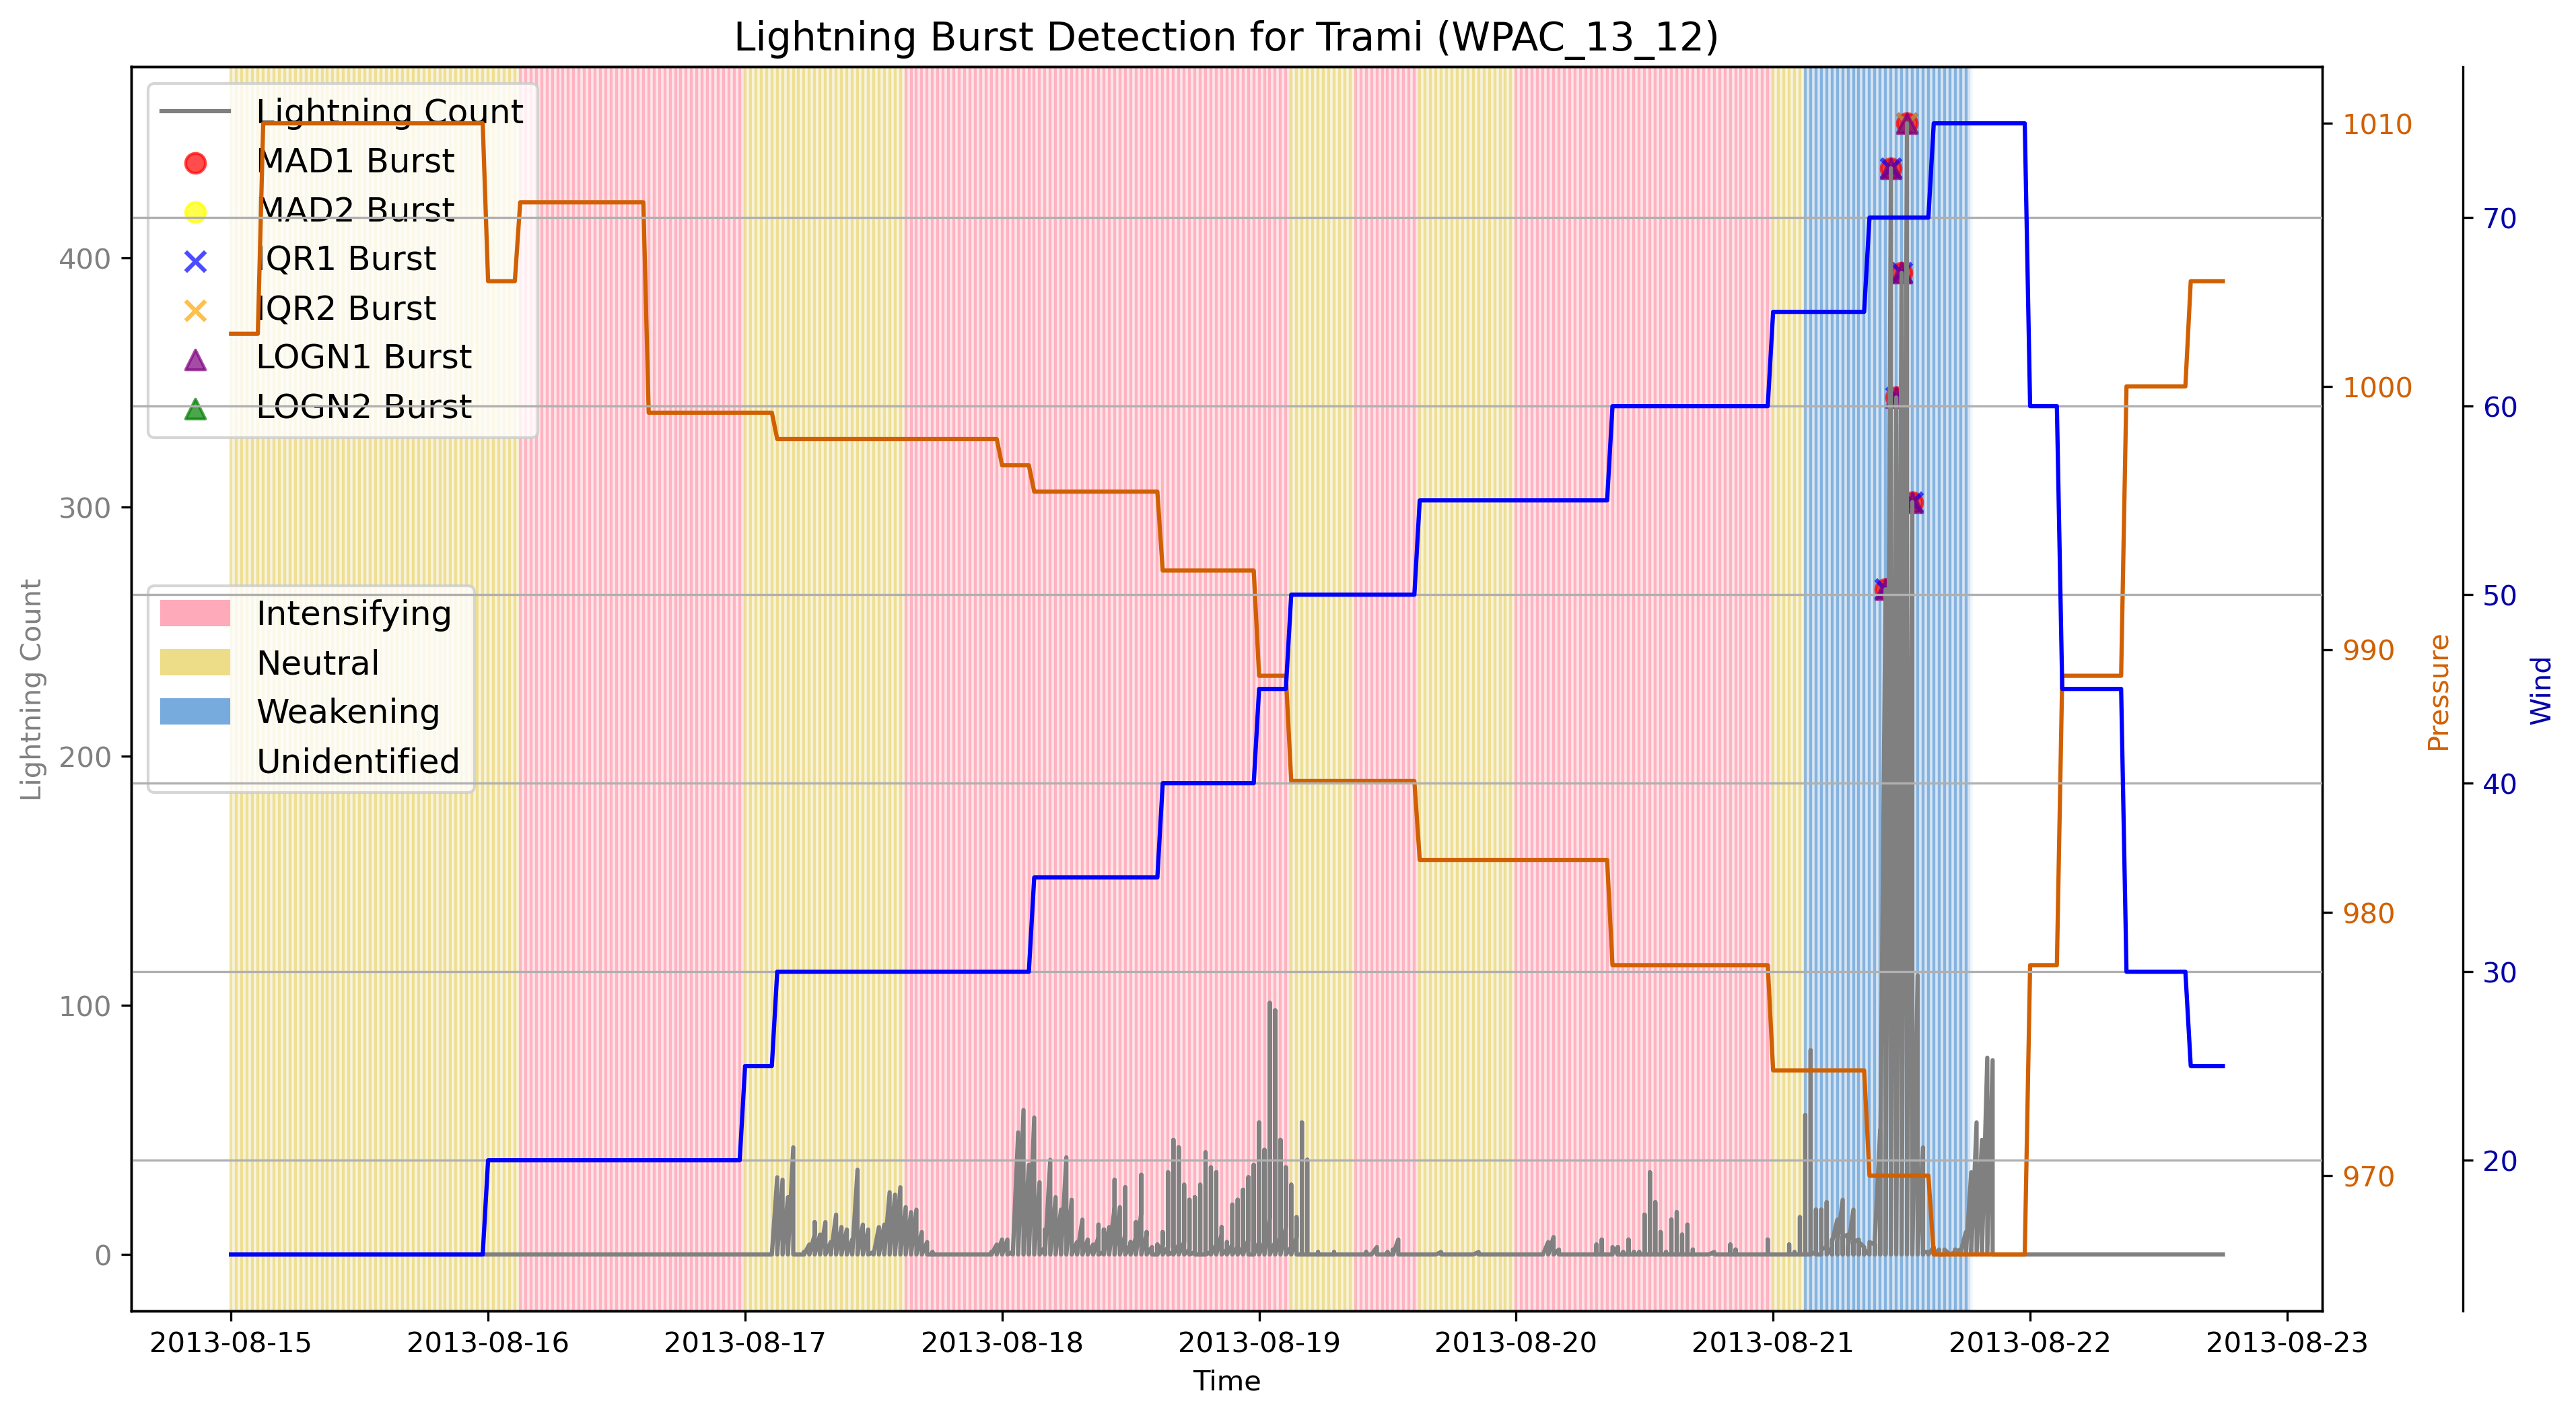 Lightning Burst Detection for Trami (WPAC_13_12)
Lightning Count
MAD1 Burst
MAD2 Burst
IQR1 Burst
IQR2 Burst
LOGN1 Burst
LOGN2 Burst
Intensifying
Neutral
Weakening
Unidentified
Lightning Count
400
300
200
100
0
1010
1000
990
980
970
Pressure
70
60
50
40
30
20
Wind
2013-08-15
2013-08-16
2013-08-17
2013-08-18
2013-08-19
2013-08-20
2013-08-21
2013-08-22
2013-08-23
Time